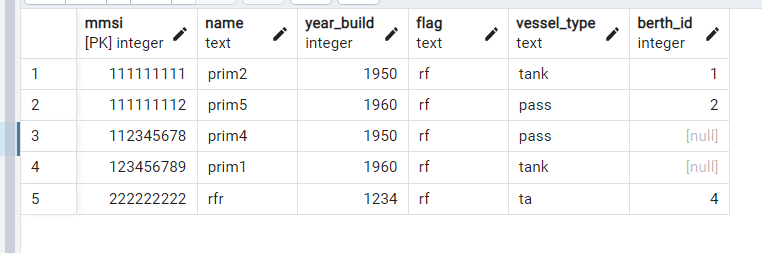 mmsi name year_build flag vessel_type berth_id
[PK] integer text integer text text integer
1 111111111 prim2 1950 rf tank 1
2 111111112 prim5 1960 rf pass 2
3 112345678 prim4 1950 rf pass [null]
4 123456789 prim1 1960 rf tank [null]
5 222222222 rfr 1234 rf ta 4